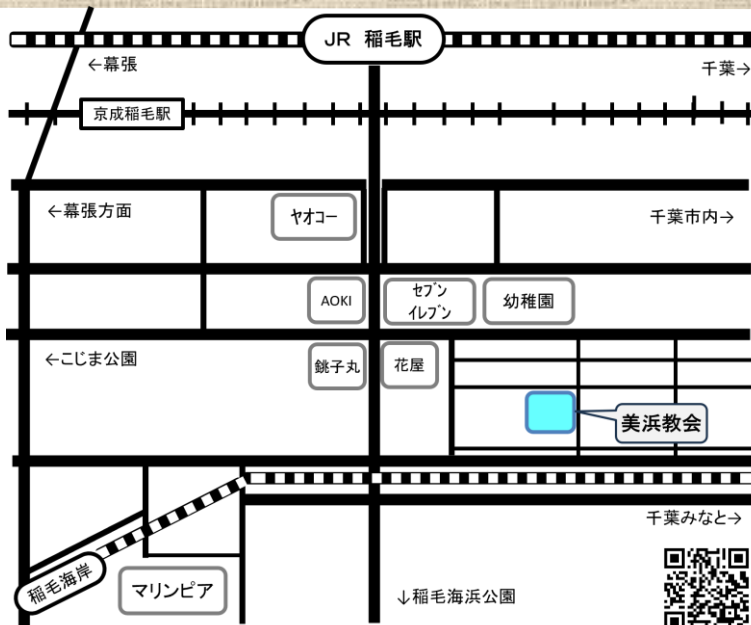 JR 稲毛駅
←幕張
千葉→
京成稲毛駅
←幕張方面
ヤオコー
千葉市内→
AOKI
セブン
イレブン
幼稚園
←こじま公園
銚子丸
花屋
美浜教会
千葉みなと→
稲毛海岸
マリンピア
↓稲毛海浜公園